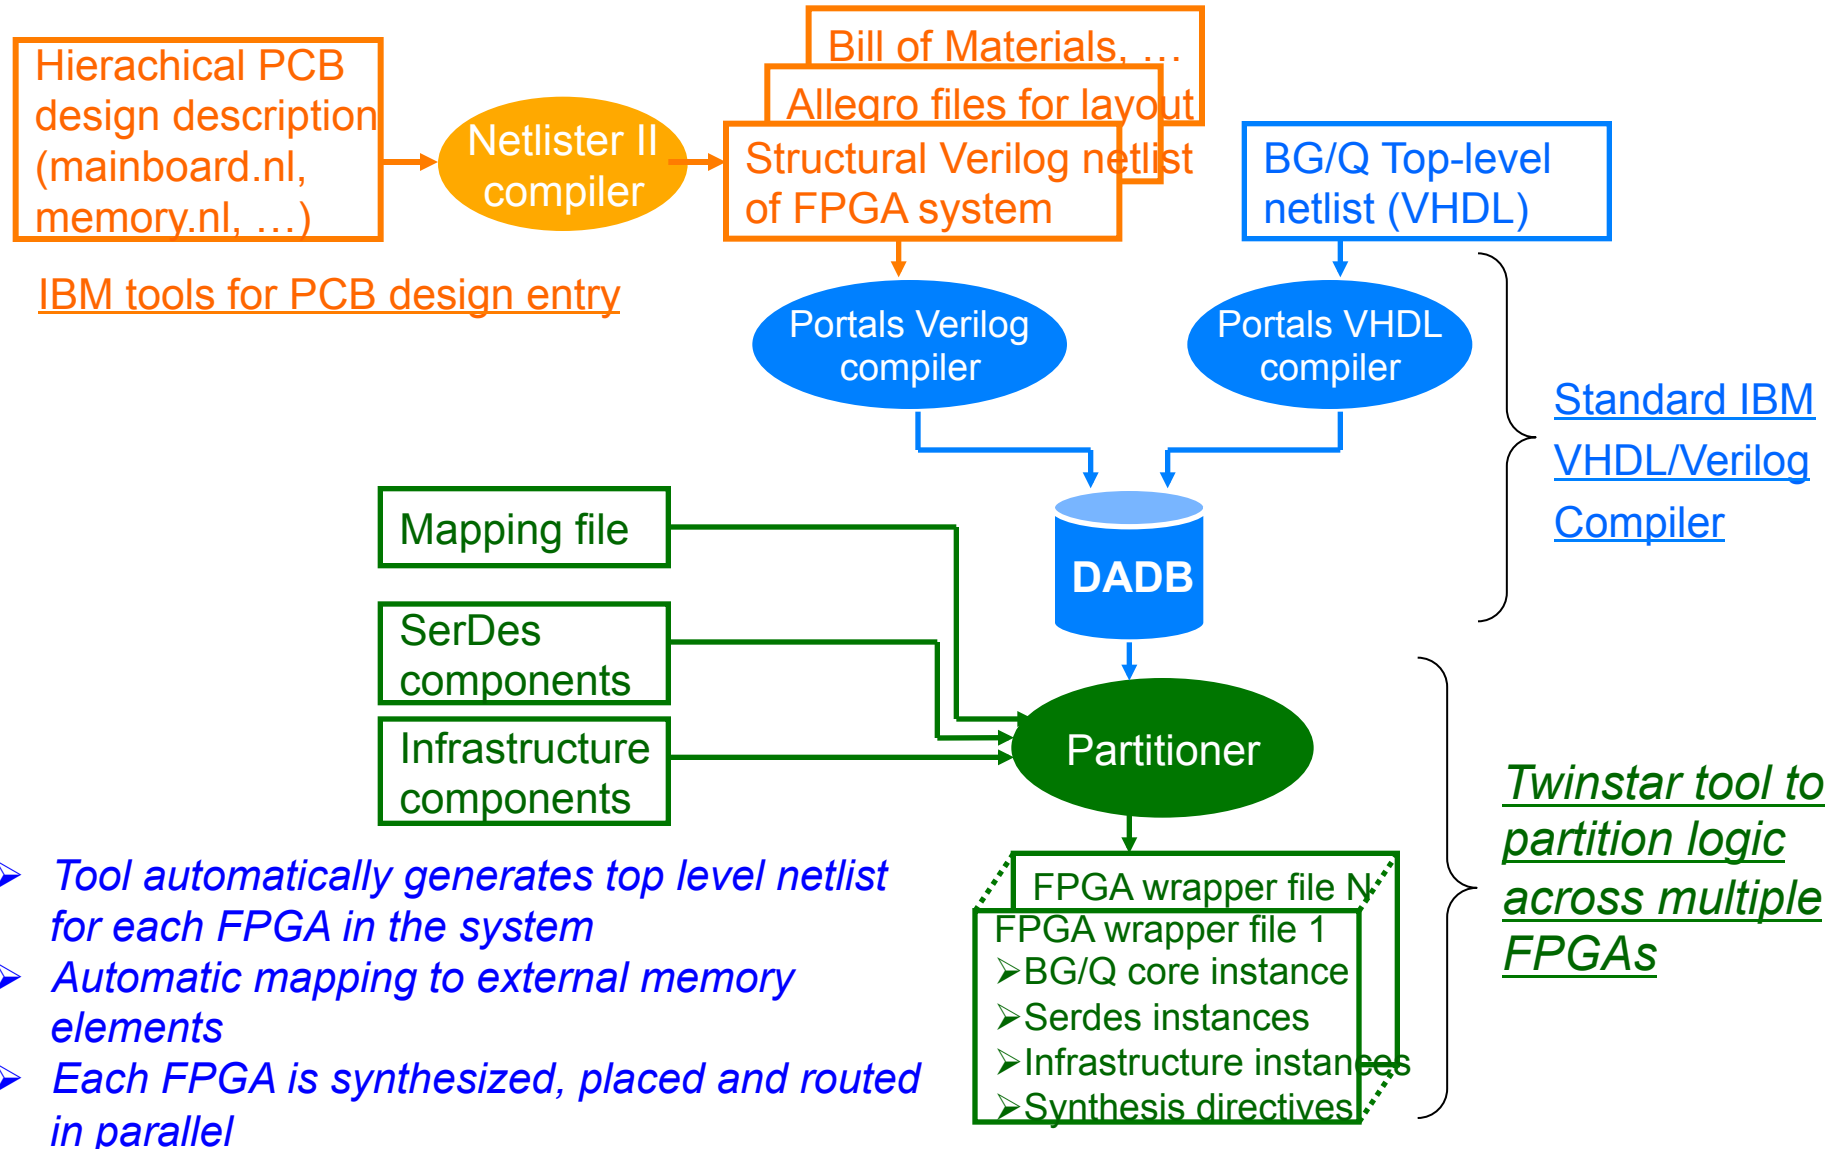 Hierachical PCB
design description
(mainboard.nl,
memory.nl, …)
IBM tools for PCB design entry
Netlister II
compiler
Bill of Materials, …
Allegro files for layout
Structural Verilog netlist
of FPGA system
BG/Q Top-level
netlist (VHDL)
Portals Verilog
compiler
Portals VHDL
compiler
Standard IBM
VHDL/Verilog
Compiler
DADB
Mapping file
SerDes
components
Infrastructure
components
Partitioner
Twinstar tool to
partition logic
across multiple
FPGAs
FPGA wrapper file N
FPGA wrapper file 1
➢BG/Q core instance
➢Serdes instances
➢Infrastructure instances
➢Synthesis directives
➢ Tool automatically generates top level netlist
for each FPGA in the system
➢ Automatic mapping to external memory
elements
➢ Each FPGA is synthesized, placed and routed
in parallel